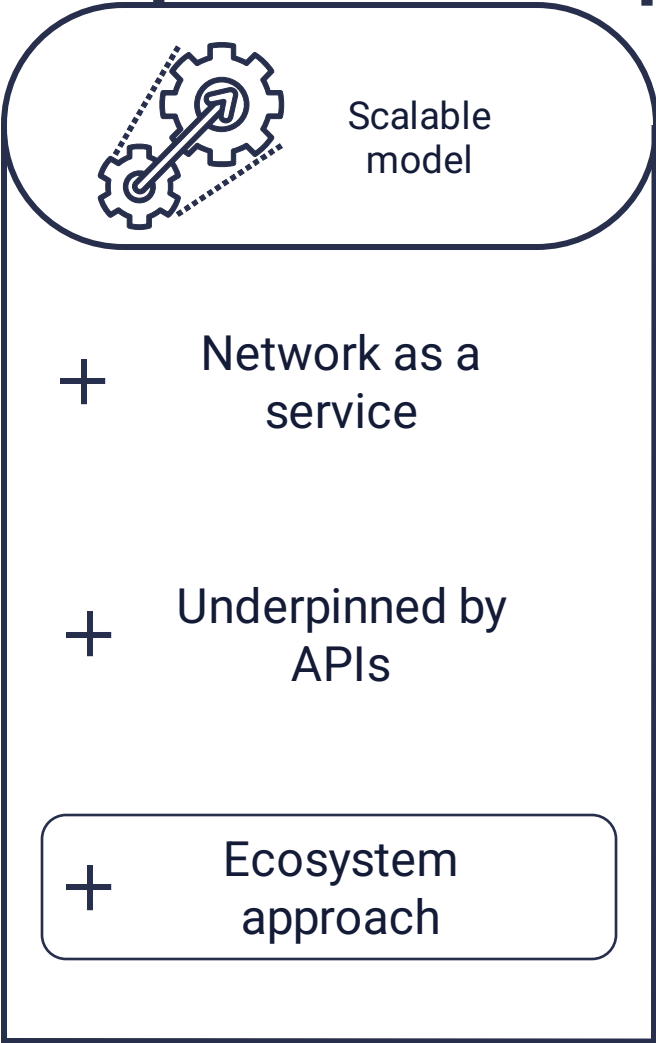 Scalable
model
+ Network as a
service
+ Underpinned by
APIs
+ Ecosystem
approach